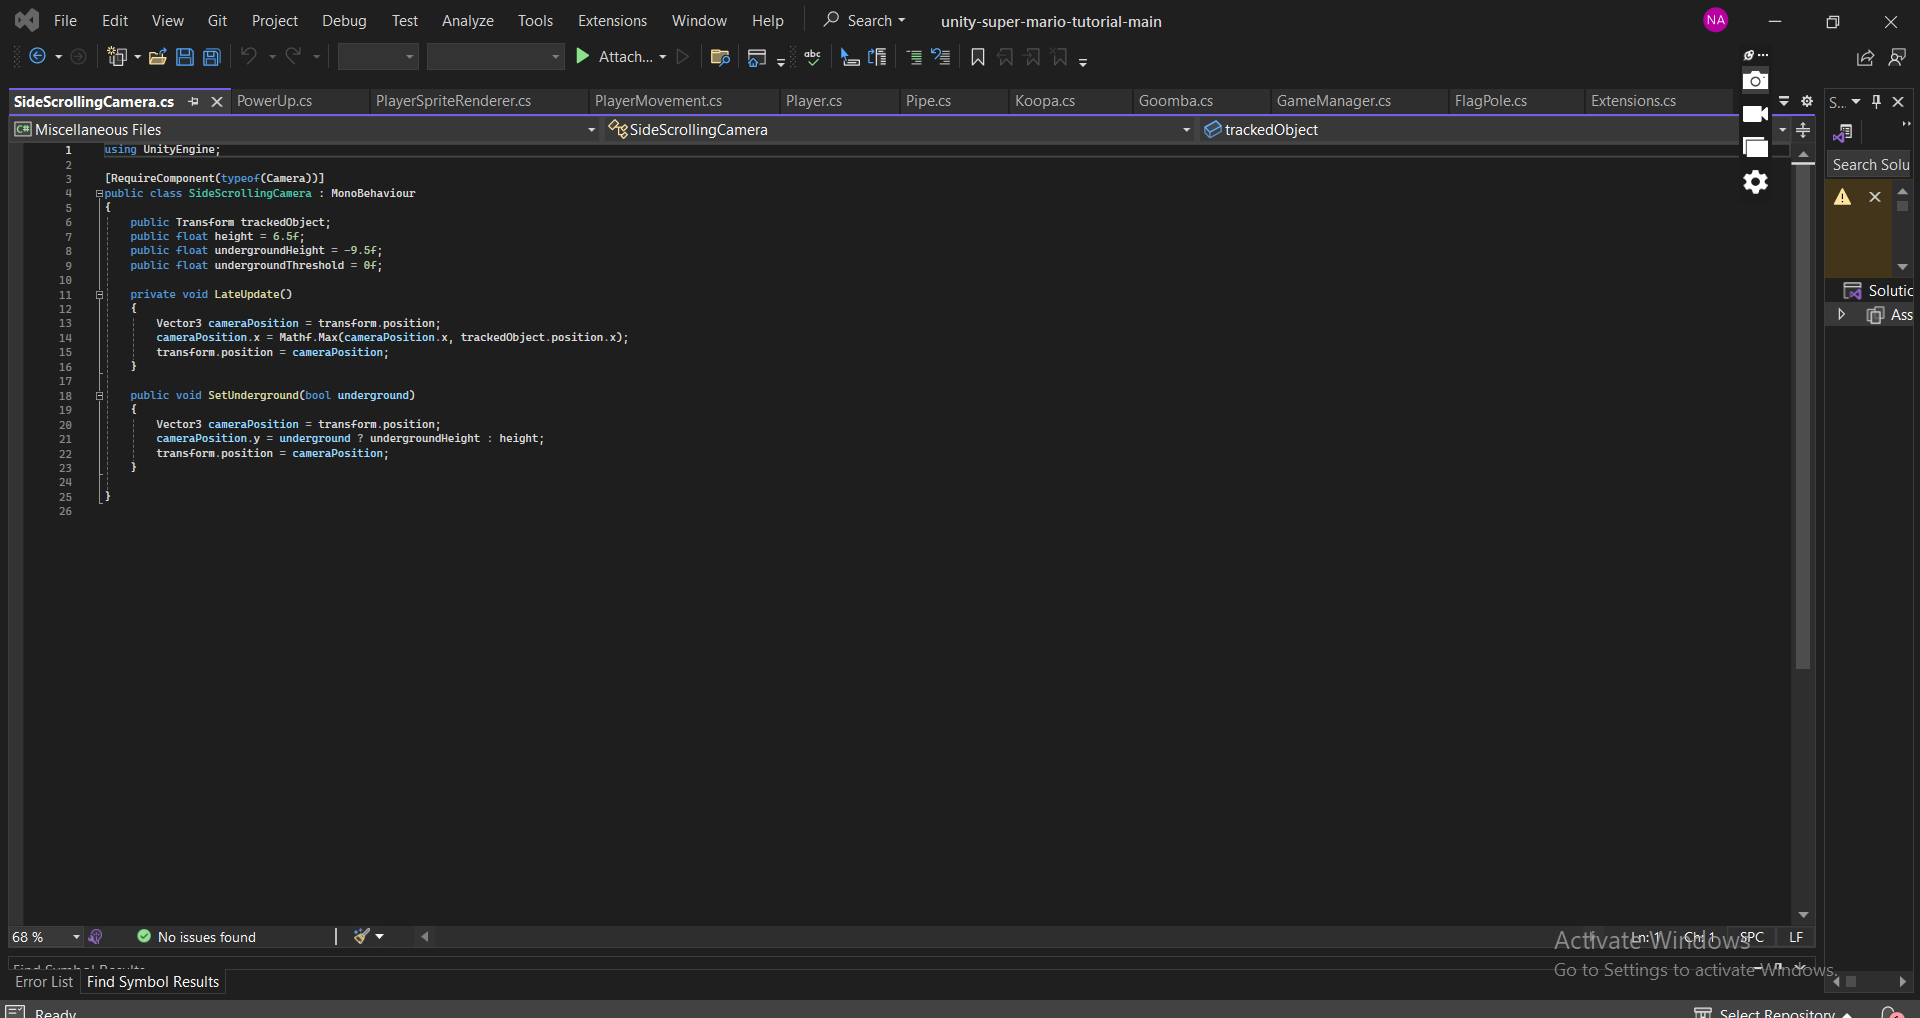 File Edit View Git Project Debug Test Analyze Tools Extensions Window Help Search unity-super-mario-tutorial-main NA
Attach...
SideScrollingCamera.cs PowerUp.cs PlayerSpriteRenderer.cs PlayerMovement.cs Player.cs Pipe.cs Koopa.cs Goomba.cs GameManager.cs FlagPole.cs Extensions.cs S...
C# Miscellaneous Files SideScrollingCamera trackedObject
Search Solu
Solutic
Ass
1 using UnityEngine;
2
3 [RequireComponent(typeof(Camera))]
4 public class SideScrollingCamera : MonoBehaviour
5 {
6 public Transform trackedObject;
7 public float height = 6.5f;
8 public float undergroundHeight = -9.5f;
9 public float undergroundThreshold = 0f;
10
11 private void LateUpdate()
12 {
13 Vector3 cameraPosition = transform.position;
14 cameraPosition.x = Mathf.Max(cameraPosition.x, trackedObject.position.x);
15 transform.position = cameraPosition;
16 }
17
18 public void SetUnderground(bool underground)
19 {
20 Vector3 cameraPosition = transform.position;
21 cameraPosition.y = underground ? undergroundHeight : height;
22 transform.position = cameraPosition;
23 }
24
25 }
26
68 % No issues found Ln: 1 Ch: 1 SPC LF
Activate Windows
Go to Settings to activate Windows.
Find Symbol Results
Error List Find Symbol Results
Ready Select Repository